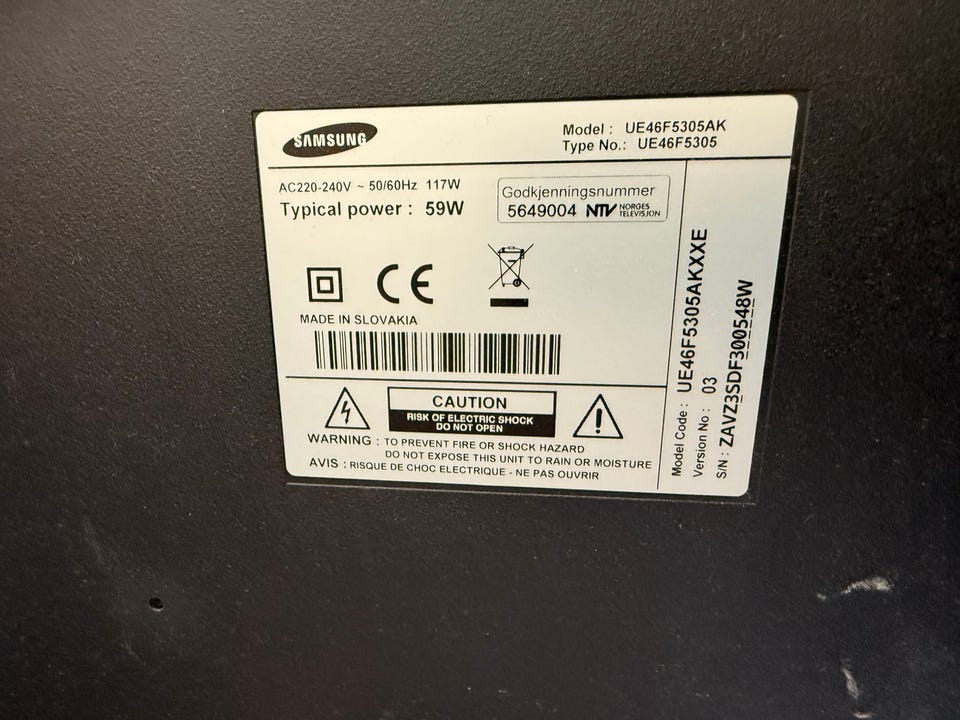 SAMSUNG
Model : UE46F5305AK
Type No.: UE46F5305
AC220-240V ~ 50/60Hz 117W
Typical power : 59W
Godkjenningsnummer
5649004 NTV NORGES TELEVISJON
CE
MADE IN SLOVAKIA
CAUTION
RISK OF ELECTRIC SHOCK
DO NOT OPEN
WARNING : TO PREVENT FIRE OR SHOCK HAZARD
DO NOT EXPOSE THIS UNIT TO RAIN OR MOISTURE
AVIS : RISQUE DE CHOC ELECTRIQUE - NE PAS OUVRIR
Model Code : UE46F5305AKXXE
Version No : 03
S/N : ZAVZ3SDF300548W